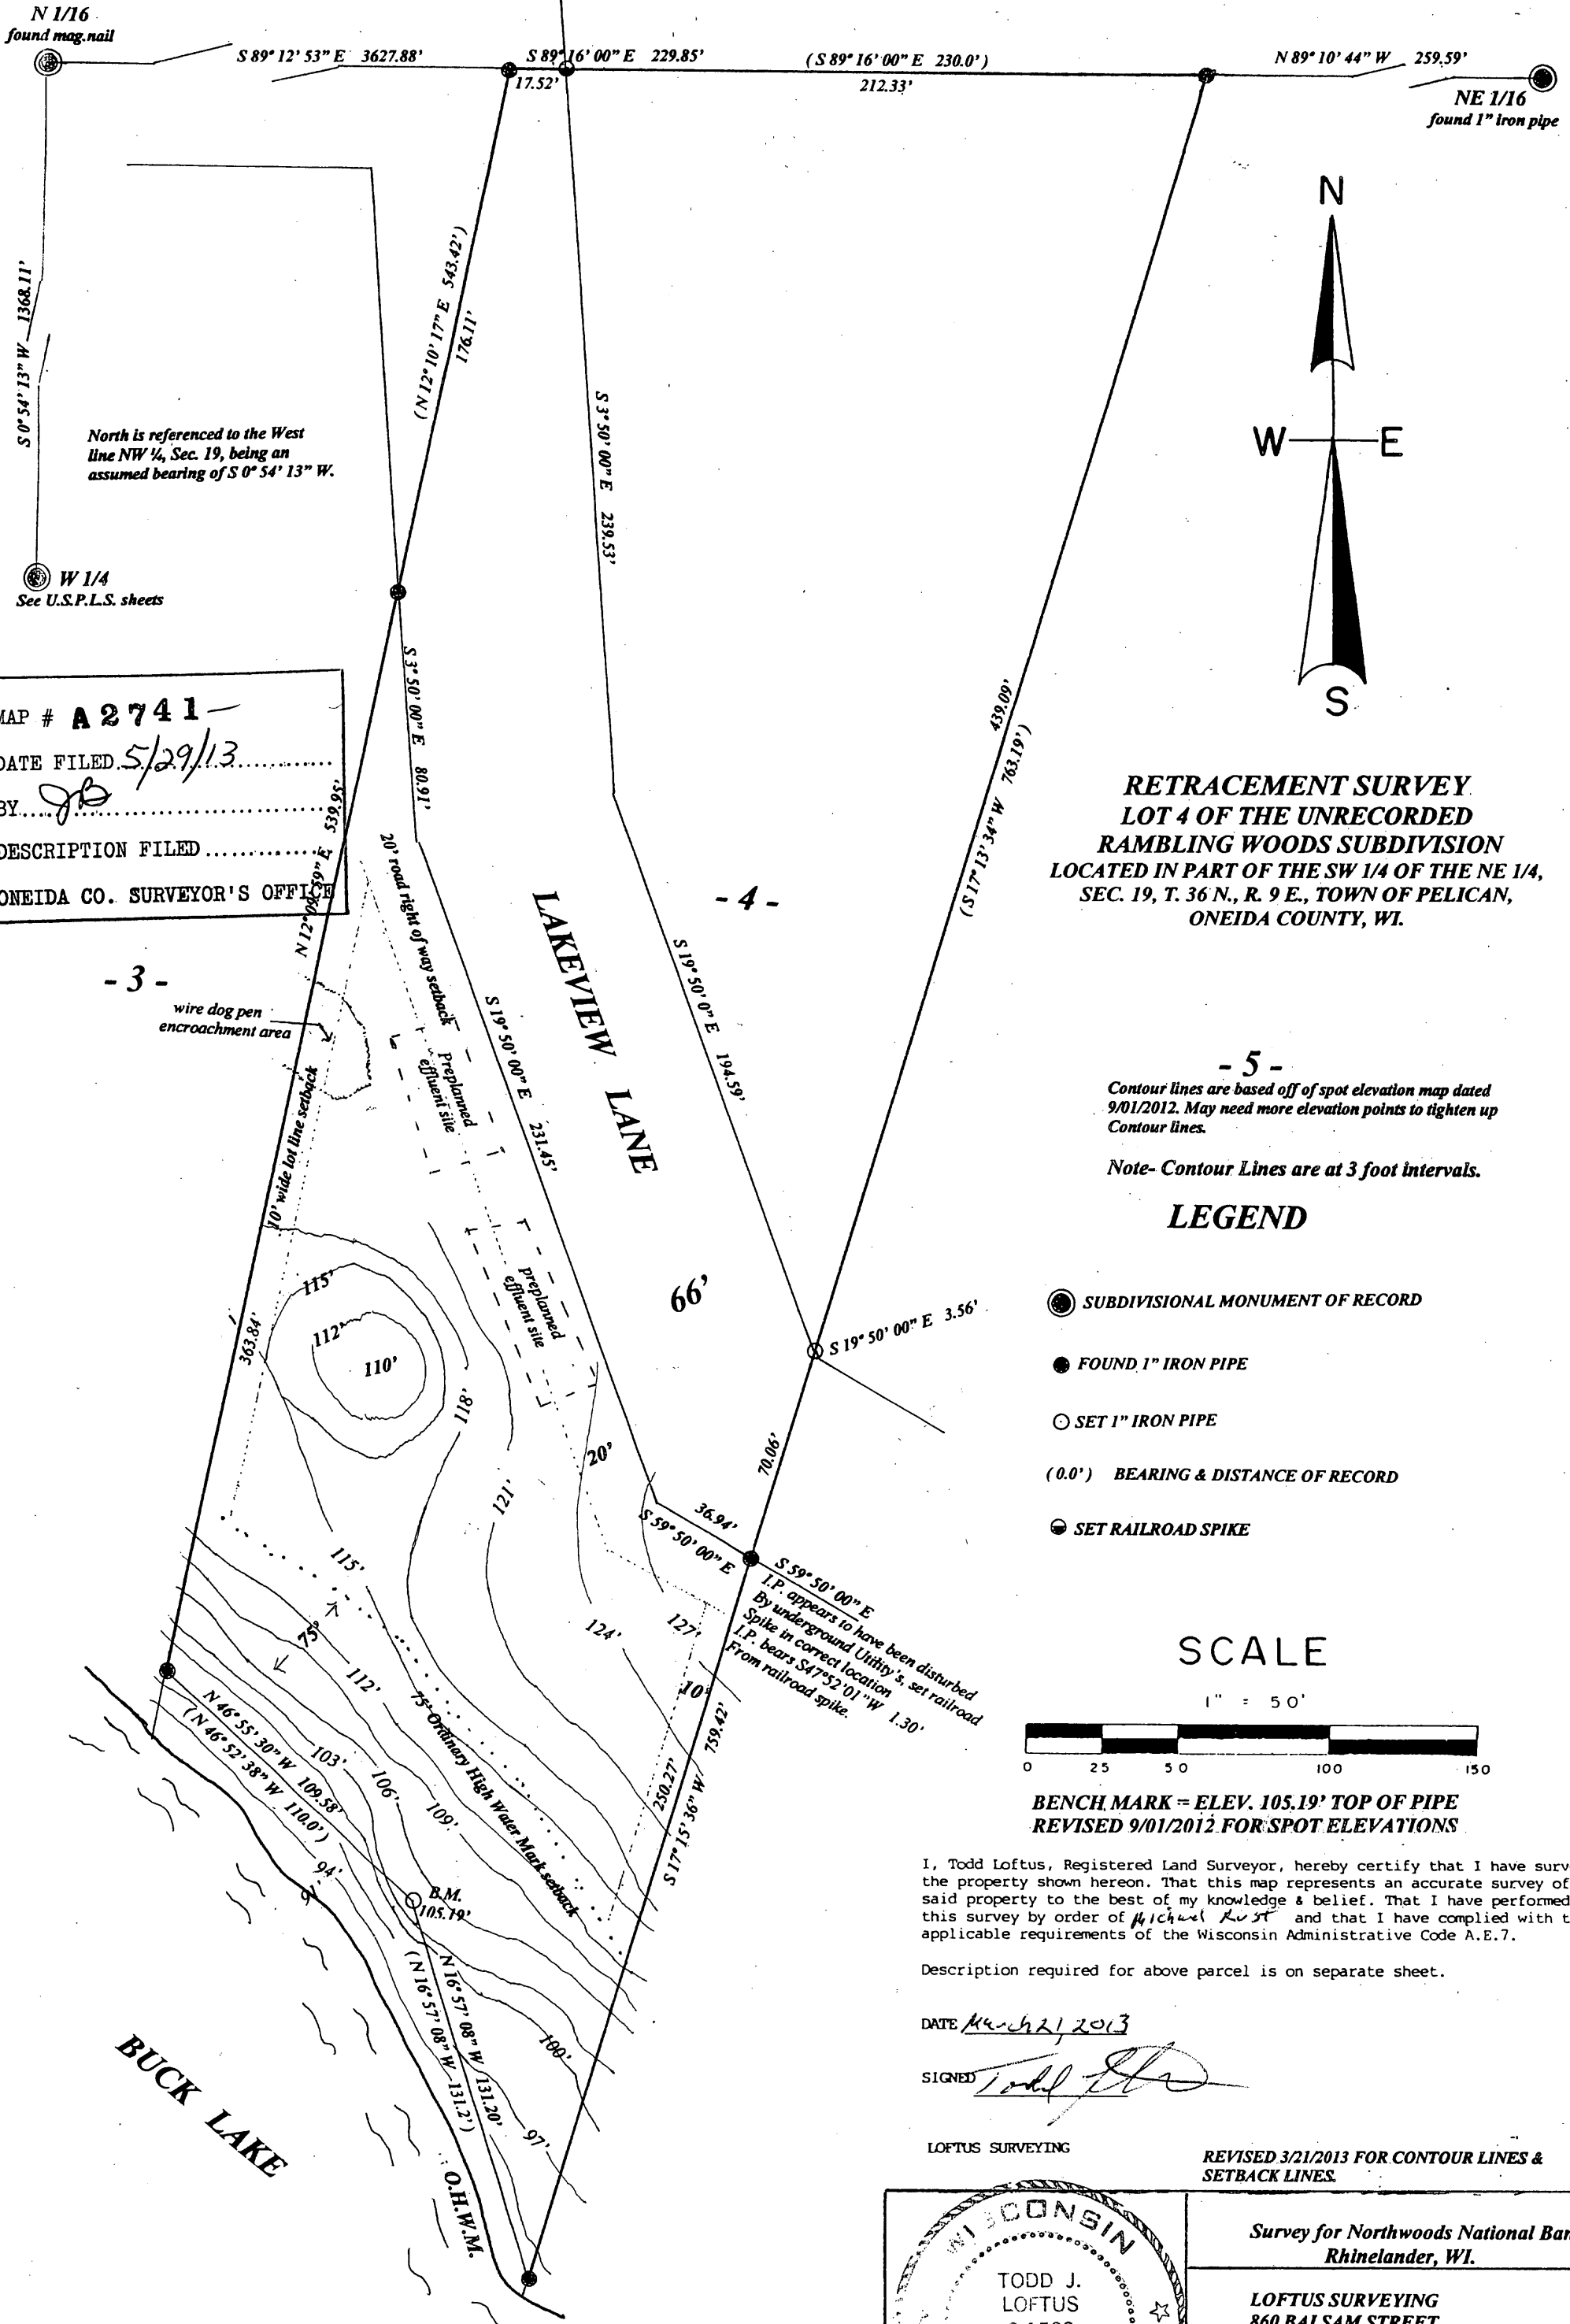 N 1/16
found mag.nail
S 89° 12' 53" E 3627.88'
S 89° 16' 00" E 229.85'
( S 89° 16' 00" E 230.0' )
N 89° 10' 44" W 259.59'
17.52'
212.33'
NE 1/16
found 1" iron pipe
N
W
E
S
S 0° 54' 13" W 1368.11'
( N 12° 10' 17" E 543.42' )
176.11'
S 3° 50' 00" E 239.53'
North is referenced to the West
line NW ¼, Sec. 19, being an
assumed bearing of S 0° 54' 13" W.
W 1/4
See U.S.P.L.S. sheets
S 3° 50' 00" E 80.91'
439.09'
( S 17° 13' 34" W 763.19' )
MAP # A2741 —
DATE FILED 5/29/13
BY JB
DESCRIPTION FILED
ONEIDA CO. SURVEYOR'S OFFICE
N 12° 09' 59" E 539.95'
RETRACEMENT SURVEY
LOT 4 OF THE UNRECORDED
RAMBLING WOODS SUBDIVISION
LOCATED IN PART OF THE SW 1/4 OF THE NE 1/4,
SEC. 19, T. 36 N., R. 9 E., TOWN OF PELICAN,
ONEIDA COUNTY, WI.
20' road right of way setback
LAKEVIEW LANE
- 4 -
- 3 -
wire dog pen
encroachment area
S 19° 50' 00" E 231.45'
S 19° 50' 0" E 194.59'
Preplanned
effluent site
10' wide lot line setback
- 5 -
Contour lines are based off of spot elevation map dated
9/01/2012. May need more elevation points to tighten up
Contour lines.
Note- Contour Lines are at 3 foot intervals.
LEGEND
SUBDIVISIONAL MONUMENT OF RECORD
FOUND 1" IRON PIPE
SET 1" IRON PIPE
( 0.0' ) BEARING & DISTANCE OF RECORD
SET RAILROAD SPIKE
preplanned
effluent site
66'
S 19° 50' 00" E 3.56'
115'
112'
110'
363.84'
118'
121'
20'
70.06'
36.94'
S 59° 50' 00" E
S 59° 50' 00" E
I.P. appears to have been disturbed
By underground Utility's, set railroad
Spike in correct location
I.P. bears S47°52'01"W 1.30'
From railroad spike.
115'
124'
127'
75'
112'
10'
75' Ordinary High Water Mark setback
250.27'
S 17° 15' 36" W 759.42'
N 46° 55' 30" W 109.58'
( N 46° 52' 38" W 110.0' )
103'
106'
109'
94'
91'
B.M.
105.19'
N 16° 57' 08" W 131.20'
( N 16° 57' 08" W 131.2' )
100'
97'
BUCK LAKE
O.H.W.M.
SCALE
1" = 50'
0 25 50 100 150
BENCH MARK = ELEV. 105.19' TOP OF PIPE
REVISED 9/01/2012 FOR SPOT ELEVATIONS
I, Todd Loftus, Registered Land Surveyor, hereby certify that I have surv
the property shown hereon. That this map represents an accurate survey of
said property to the best of my knowledge & belief. That I have performed
this survey by order of Michael Rust and that I have complied with t
applicable requirements of the Wisconsin Administrative Code A.E.7.
Description required for above parcel is on separate sheet.
DATE March 21, 2013
SIGNED Todd
LOFTUS SURVEYING
REVISED 3/21/2013 FOR CONTOUR LINES &
SETBACK LINES.
WISCONSIN
TODD J.
LOFTUS
Survey for Northwoods National Ban
Rhinelander, WI.
LOFTUS SURVEYING
860 BALSAM STREET